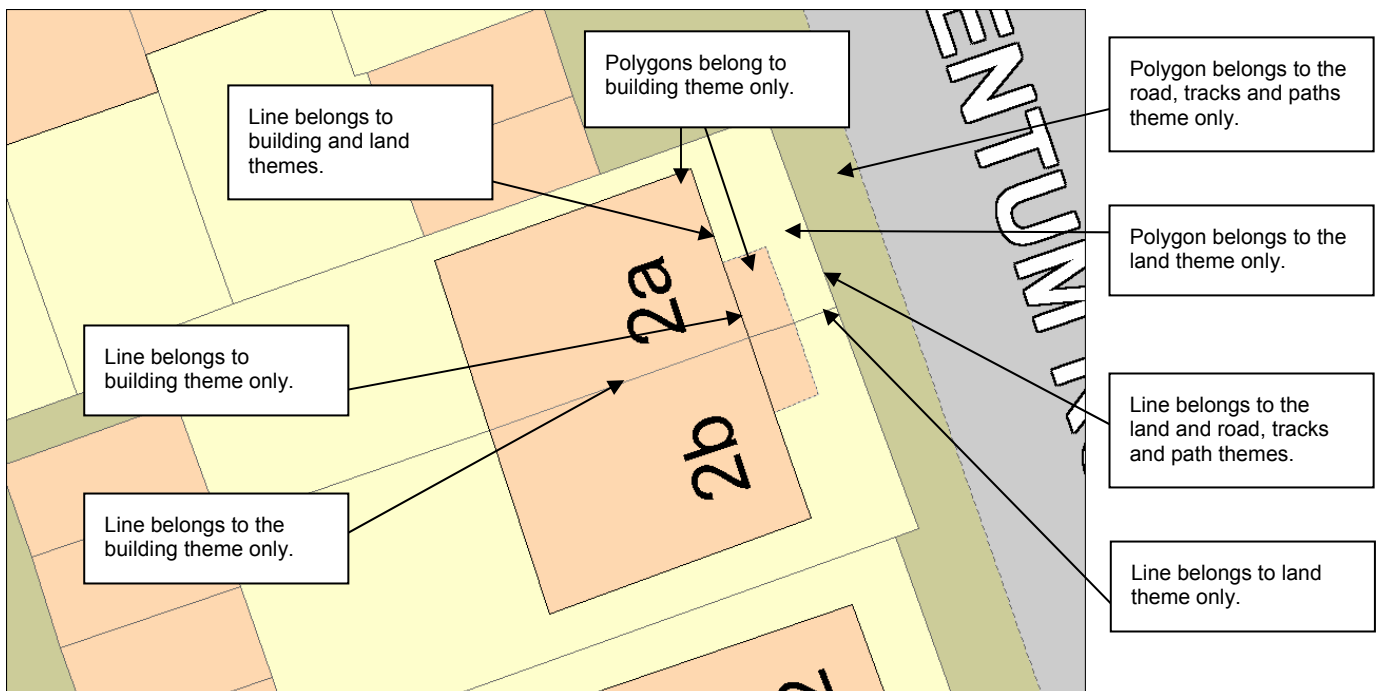 Polygons belong to
building theme only.
Line belongs to
building and land
themes.
Polygon belongs to the
road, tracks and paths
theme only.
Polygon belongs to the
land theme only.
Line belongs to
building theme only.
Line belongs to the
land and road, tracks
and path themes.
Line belongs to the
building theme only.
Line belongs to land
theme only.
2a
2b
ENTUM